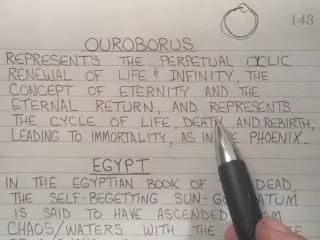 143
OUROBORUS
REPRESENTS THE PERPETUAL CYCLIC
RENEWAL OF LIFE & INFINITY, THE
CONCEPT OF ETERNITY AND THE
ETERNAL RETURN, AND REPRESENTS
THE CYCLE OF LIFE, DEATH AND REBIRTH,
LEADING TO IMMORTALITY, AS IN PHOENIX.
EGYPT
IN THE EGYPTIAN BOOK OF DEAD,
THE SELF-BEGETTING SUN- ATUM
IS SAID TO HAVE ASCENDED
CHAOS/WATERS WITH THE